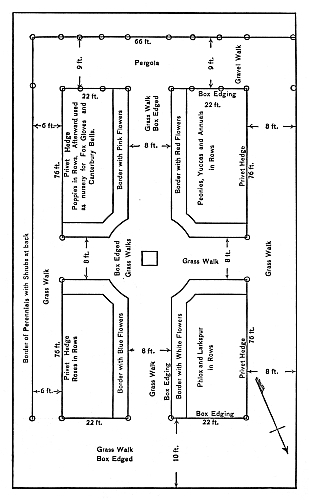 66 ft.
9 ft.
Pergola
9 ft.
Gravel Walk
22 ft.
Box Edging
22 ft.
Grass Walk
Box Edged
6 ft.
8 ft.
8 ft.
Privet Hedge
76 ft.
Poppies in Rows. Afterward used
as nursery for Fox Gloves and
Canterbury Bells.
Border with Pink Flowers
Border with Red Flowers
Peonies, Yuccas and Annuals
in Rows
Privet Hedge
76 ft.
Border of Perennials with Shrubs at back
Grass Walk
8 ft.
Box Edged
Grass Walks
Grass Walk
8 ft.
Grass Walk
76 ft.
Privet Hedge
Roses in Rows
Border with Blue Flowers
8 ft.
Grass Walk
Box Edging
Border with White Flowers
Phlox and Larkspur
in Rows
Privet Hedge
76 ft.
6 ft.
8 ft.
22 ft.
Box Edging
22 ft.
Grass Walk
Box Edged
10 ft.